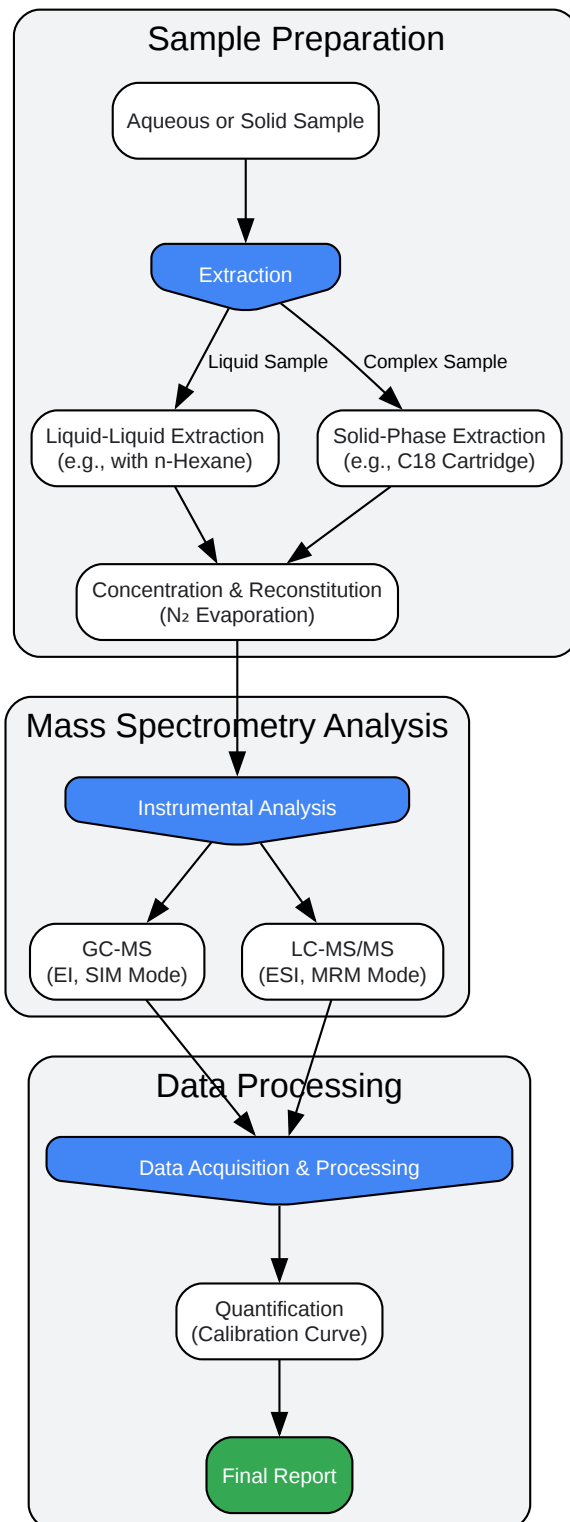 Sample Preparation
Aqueous or Solid Sample
Extraction
Liquid Sample
Complex Sample
Liquid-Liquid Extraction
(e.g., with n-Hexane)
Solid-Phase Extraction
(e.g., C18 Cartridge)
Concentration & Reconstitution
(N₂ Evaporation)
Mass Spectrometry Analysis
Instrumental Analysis
GC-MS
(EI, SIM Mode)
LC-MS/MS
(ESI, MRM Mode)
Data Processing
Data Acquisition & Processing
Quantification
(Calibration Curve)
Final Report